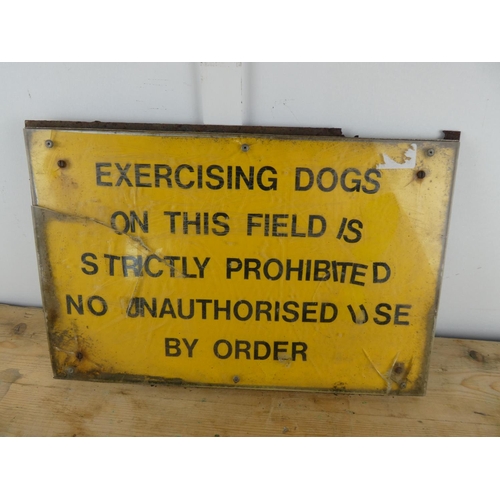 EXERCISING DOGS
ON THIS FIELD IS
STRICTLY PROHIBITED
NO UNAUTHORISED USE
BY ORDER